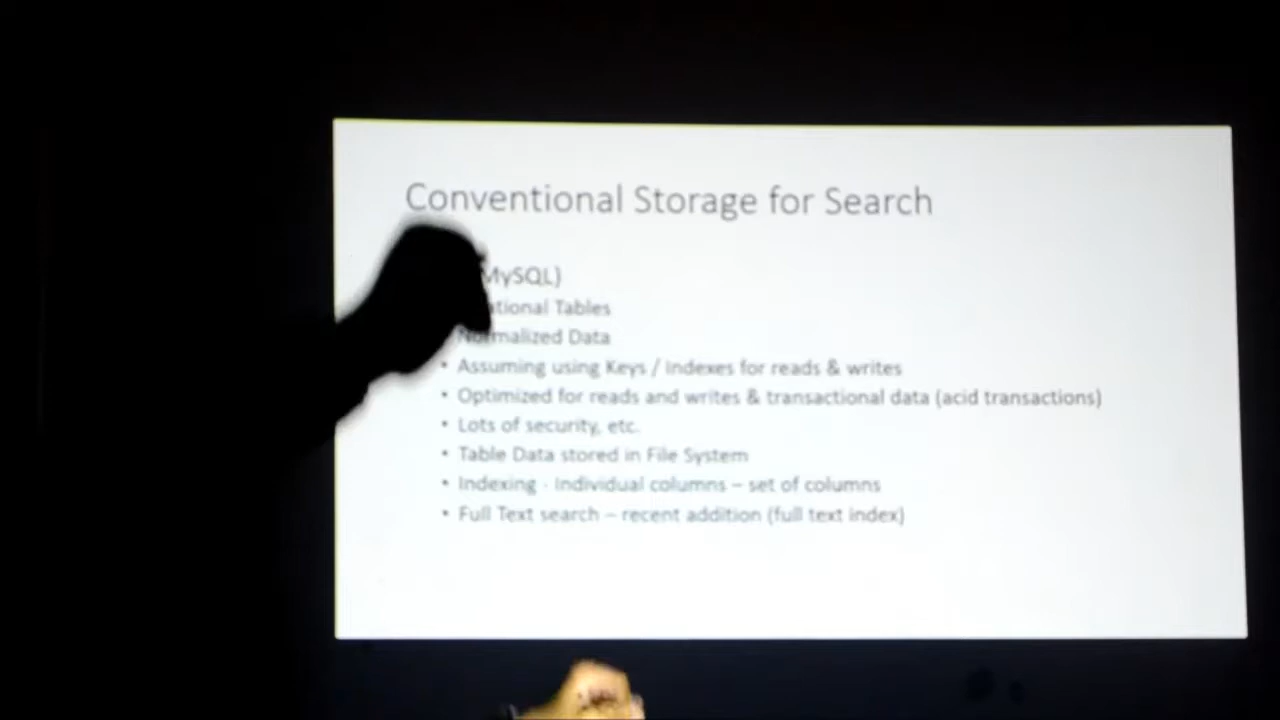 Conventional Storage for Search
MySQL)
ational Tables
Normalized Data
• Assuming using Keys / Indexes for reads & writes
• Optimized for reads and writes & transactional data (acid transactions)
• Lots of security, etc.
• Table Data stored in File System
• Indexing - Individual columns – set of columns
• Full Text search – recent addition (full text index)